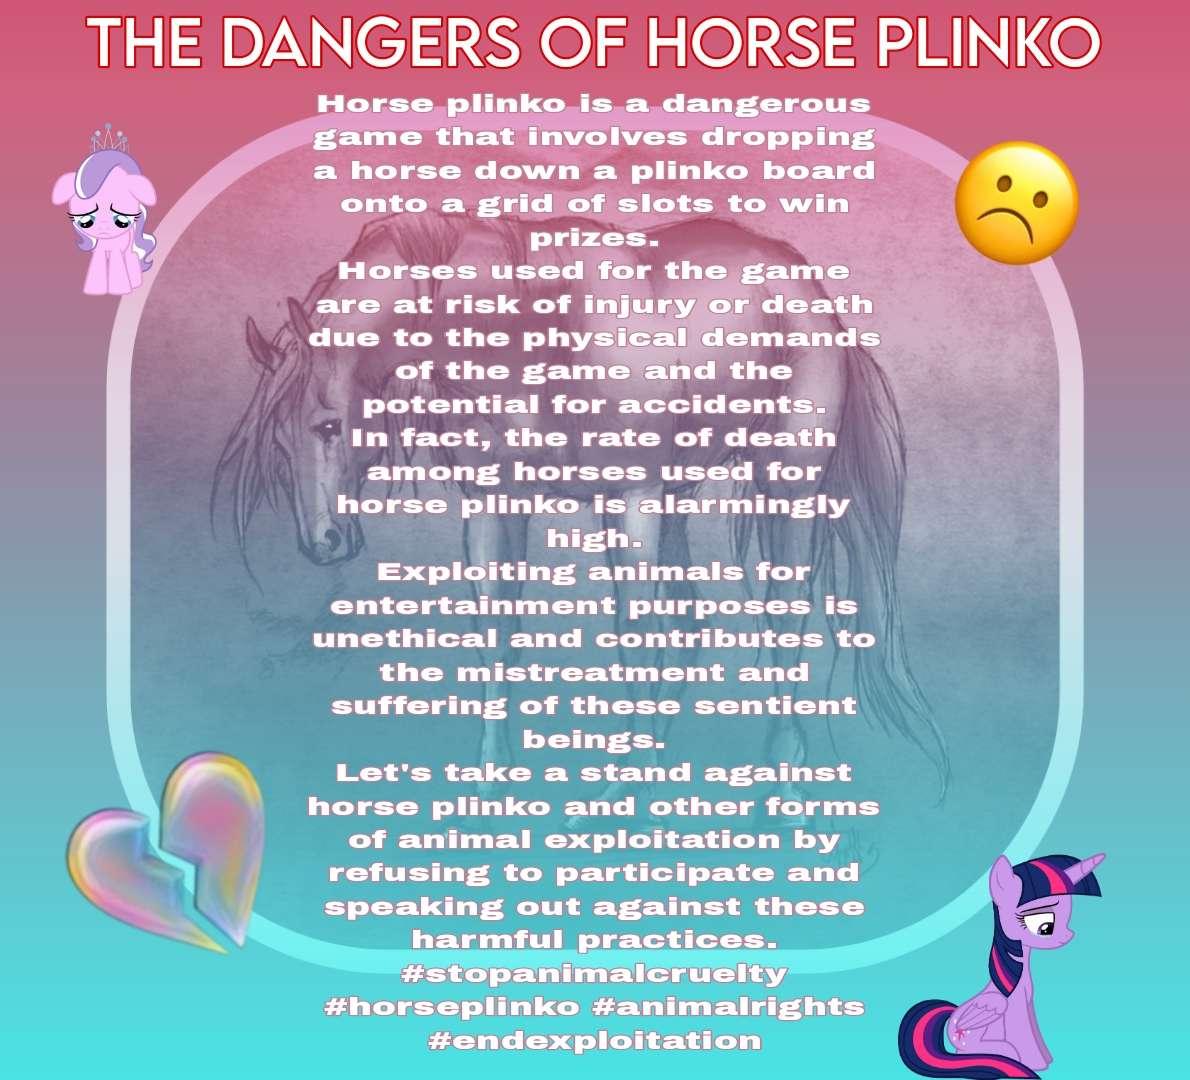 THE DANGERS OF HORSE PLINKO
Horse plinko is a dangerous
game that involves dropping
a horse down a plinko board
onto a grid of slots to win
prizes.
Horses used for the game
are at risk of injury or death
due to the physical demands
of the game and the
potential for accidents.
In fact, the rate of death
among horses used for
horse plinko is alarmingly
high.
Exploiting animals for
entertainment purposes is
unethical and contributes to
the mistreatment and
suffering of these sentient
beings.
Let's take a stand against
horse plinko and other forms
of animal exploitation by
refusing to participate and
speaking out against these
harmful practices.
#stopanimalcruelty
#horseplinko #animalrights
#endexploitation